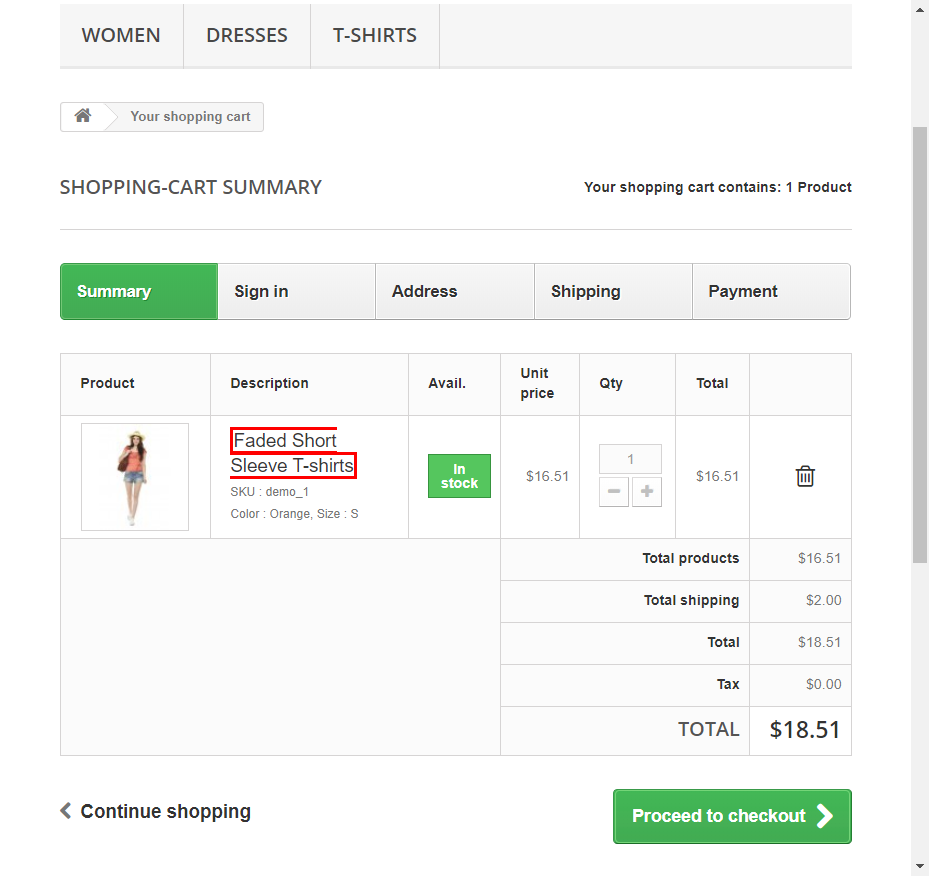 WOMEN DRESSES T-SHIRTS
Your shopping cart
SHOPPING-CART SUMMARY Your shopping cart contains: 1 Product
Summary Sign in Address Shipping Payment
Product Description Avail. Unit price Qty Total
Faded Short
Sleeve T-shirts
SKU : demo_1
Color : Orange, Size : S
In
stock
$16.51 1 $16.51
Total products $16.51
Total shipping $2.00
Total $18.51
Tax $0.00
TOTAL $18.51
Continue shopping Proceed to checkout